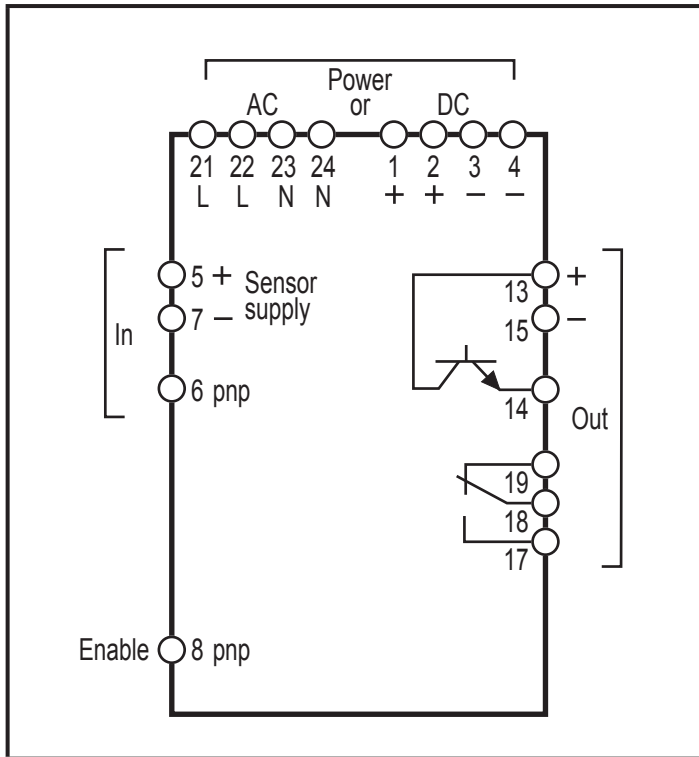 Power
AC or DC
21 22 23 24 1 2 3 4
L L N N + + − −
In
5 + Sensor
7 − supply
6 pnp
13 +
15 −
14
Out
19
18
17
Enable 8 pnp